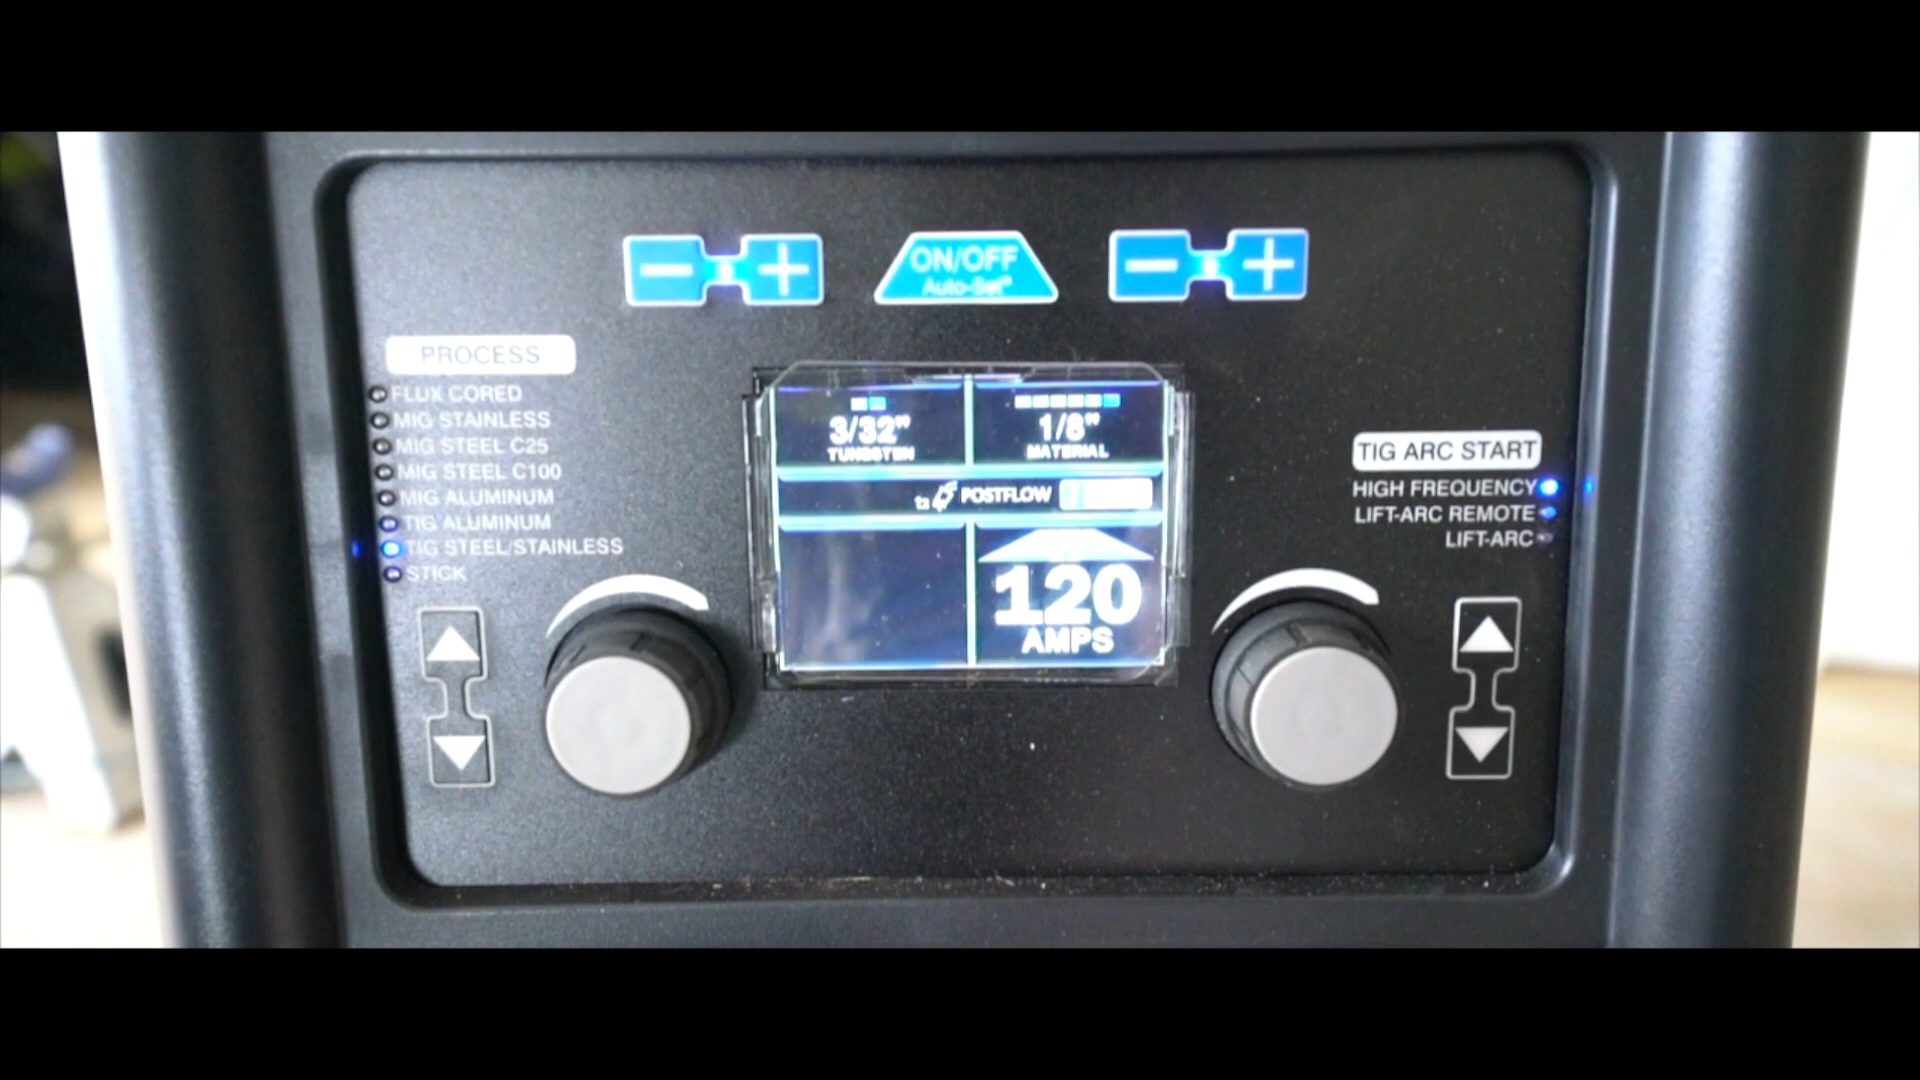 ON/OFF
Auto-Set™
PROCESS
FLUX CORED
MIG STAINLESS
MIG STEEL C25
MIG STEEL C100
MIG ALUMINUM
TIG ALUMINUM
TIG STEEL/STAINLESS
STICK
3/32”
TUNGSTEN
1/8”
MATERIAL
POSTFLOW
120
AMPS
TIG ARC START
HIGH FREQUENCY
LIFT-ARC REMOTE
LIFT-ARC